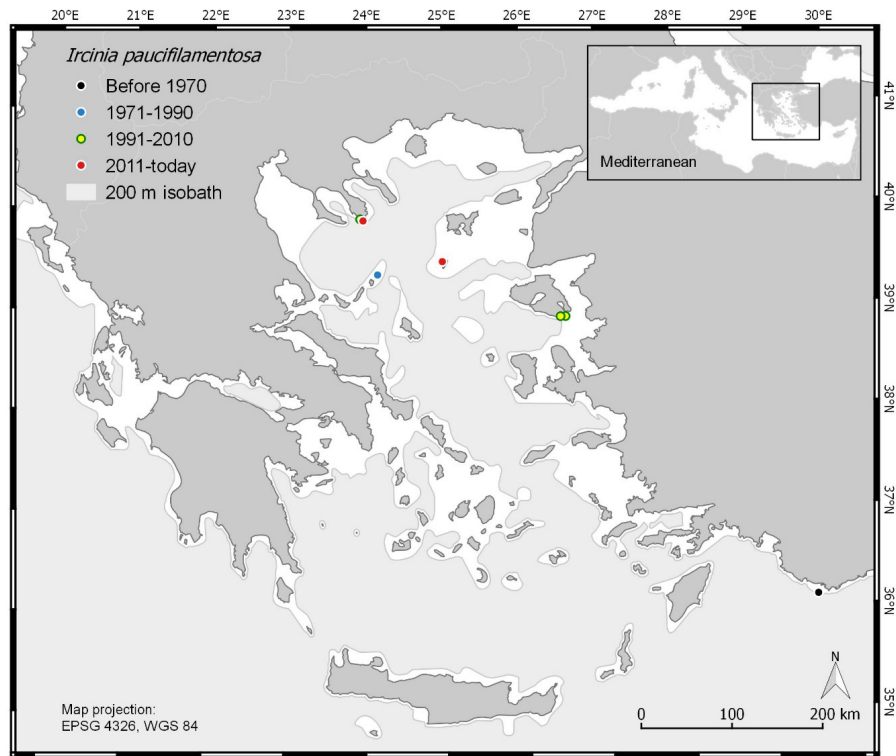 20°E 21°E 22°E 23°E 24°E 25°E 26°E 27°E 28°E 29°E 30°E
Ircinia paucifilamentosa
Before 1970
1971-1990
1991-2010
2011-today
200 m isobath
Mediterranean
41°N
40°N
39°N
38°N
37°N
36°N
35°N
Map projection:
EPSG 4326, WGS 84
N
0 100 200 km